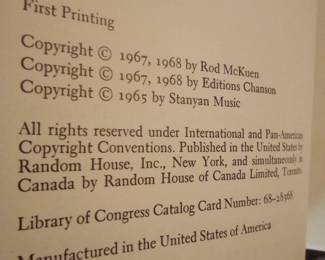 First Printing
Copyright © 1967, 1968 by Rod McKuen
Copyright © 1967, 1968 by Editions Chanson
Copyright © 1965 by Stanyan Music
All rights reserved under International and Pan-American
Copyright Conventions. Published in the United States by
Random House, Inc., New York, and simultaneously in
Canada by Random House of Canada Limited, Toronto.
Library of Congress Catalog Card Number: 68-28368
Manufactured in the United States of America